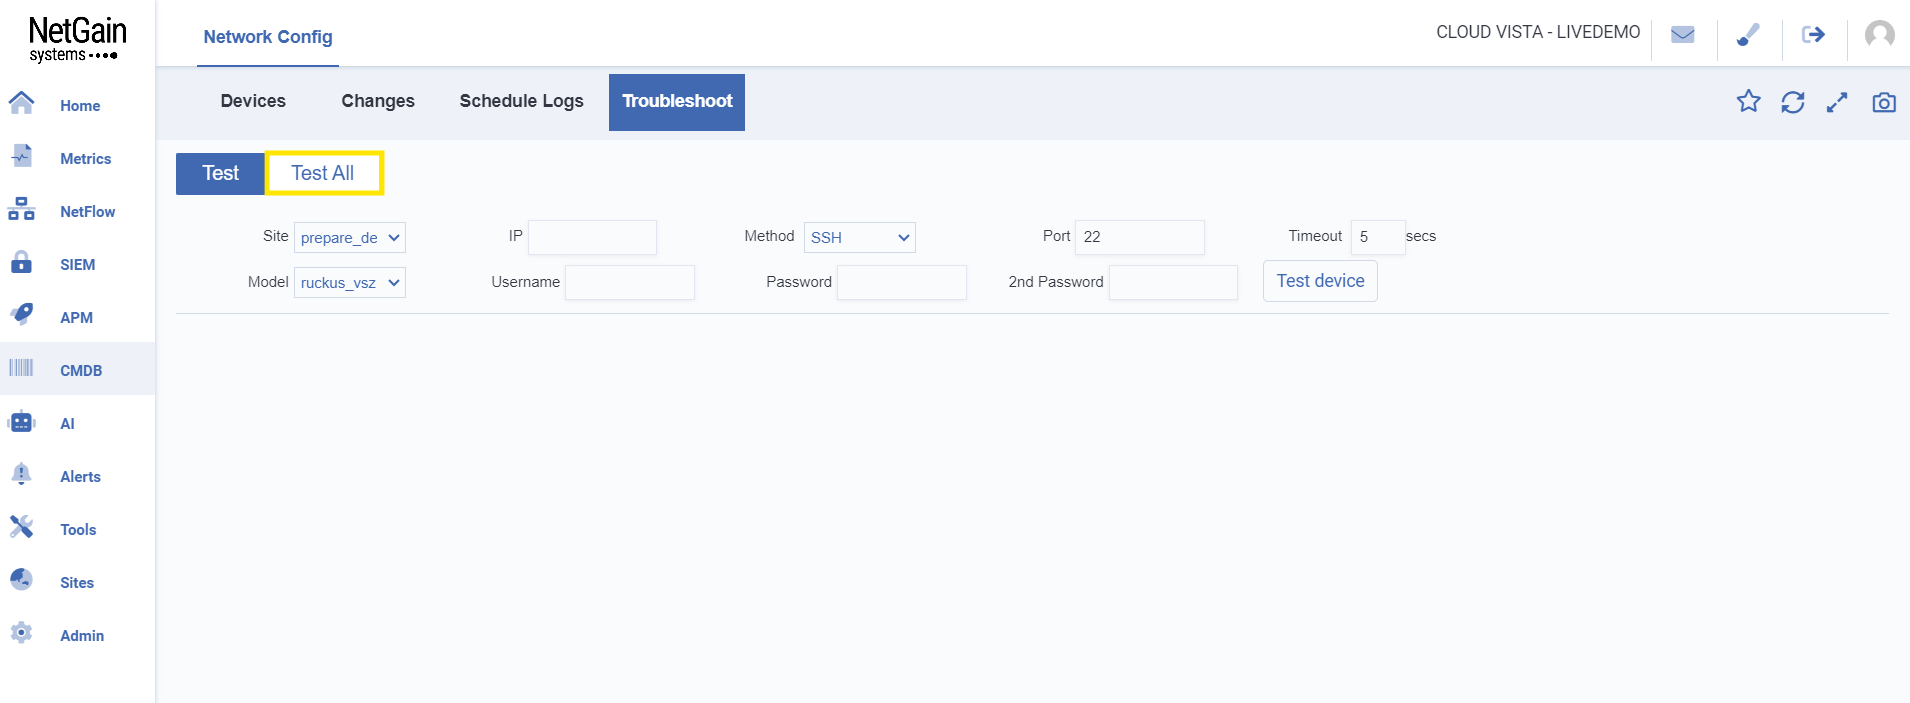 NetGain
systems
Network Config
CLOUD VISTA - LIVEDEMO
Home
Metrics
NetFlow
SIEM
APM
CMDB
AI
Alerts
Tools
Sites
Admin
Devices Changes Schedule Logs Troubleshoot
Test Test All
Site prepare_de IP Method SSH Port 22 Timeout 5 secs
Model ruckus_vsz Username Password 2nd Password Test device